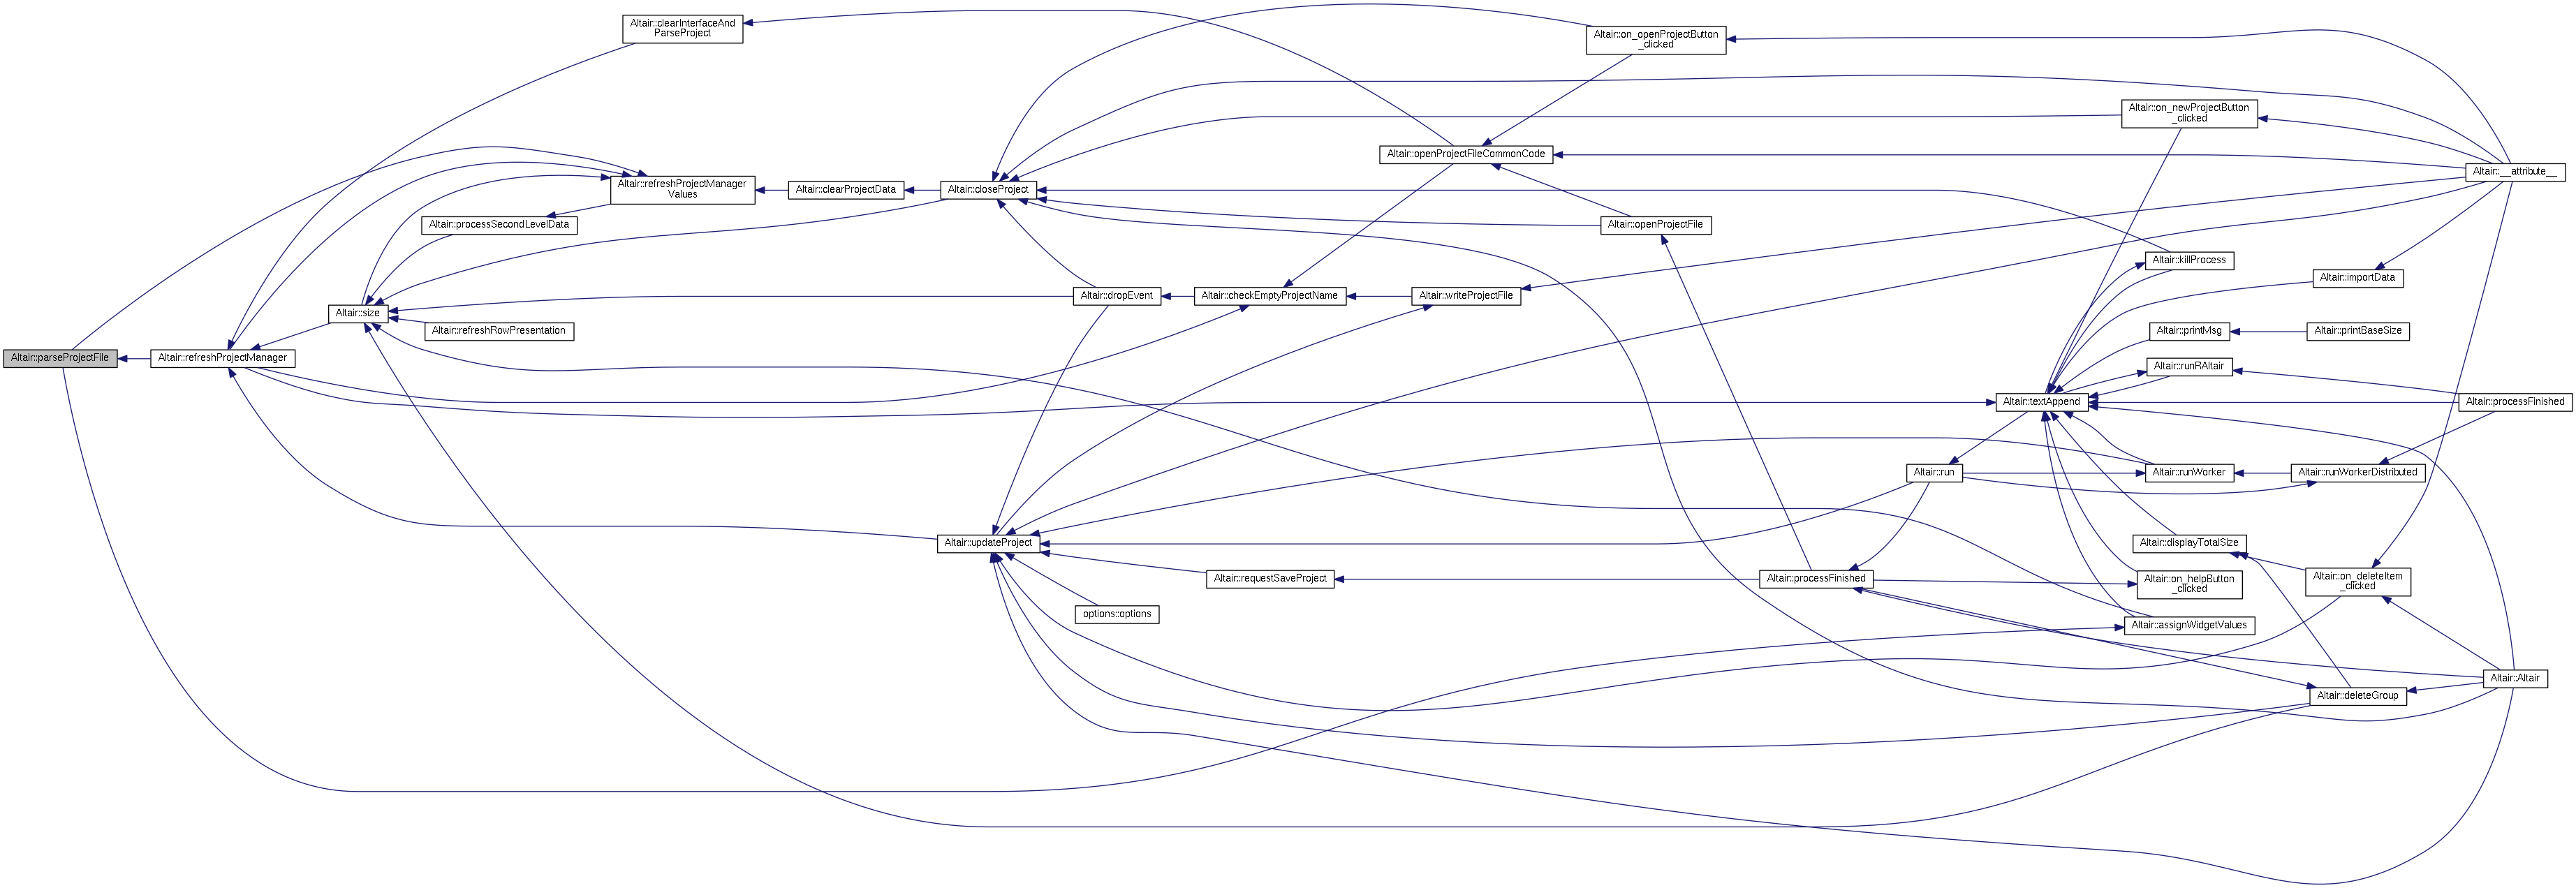 Altair::clearInterfaceAnd
ParseProject
Altair::on_openProjectButton
_clicked
Altair::on_newProjectButton
_clicked
Altair::openProjectFileCommonCode
Altair::__attribute__
Altair::refreshProjectManager
Values
Altair::clearProjectData
Altair::closeProject
Altair::processSecondLevelData
Altair::openProjectFile
Altair::killProcess
Altair::importData
Altair::dropEvent
Altair::checkEmptyProjectName
Altair::writeProjectFile
Altair::size
Altair::refreshRowPresentation
Altair::printMsg
Altair::printBaseSize
Altair::parseProjectFile
Altair::refreshProjectManager
Altair::runRAltair
Altair::textAppend
Altair::processFinished
Altair::run
Altair::runWorker
Altair::runWorkerDistributed
Altair::updateProject
Altair::displayTotalSize
Altair::requestSaveProject
Altair::processFinished
Altair::on_helpButton
_clicked
Altair::on_deleteItem
_clicked
options::options
Altair::assignWidgetValues
Altair::Altair
Altair::deleteGroup